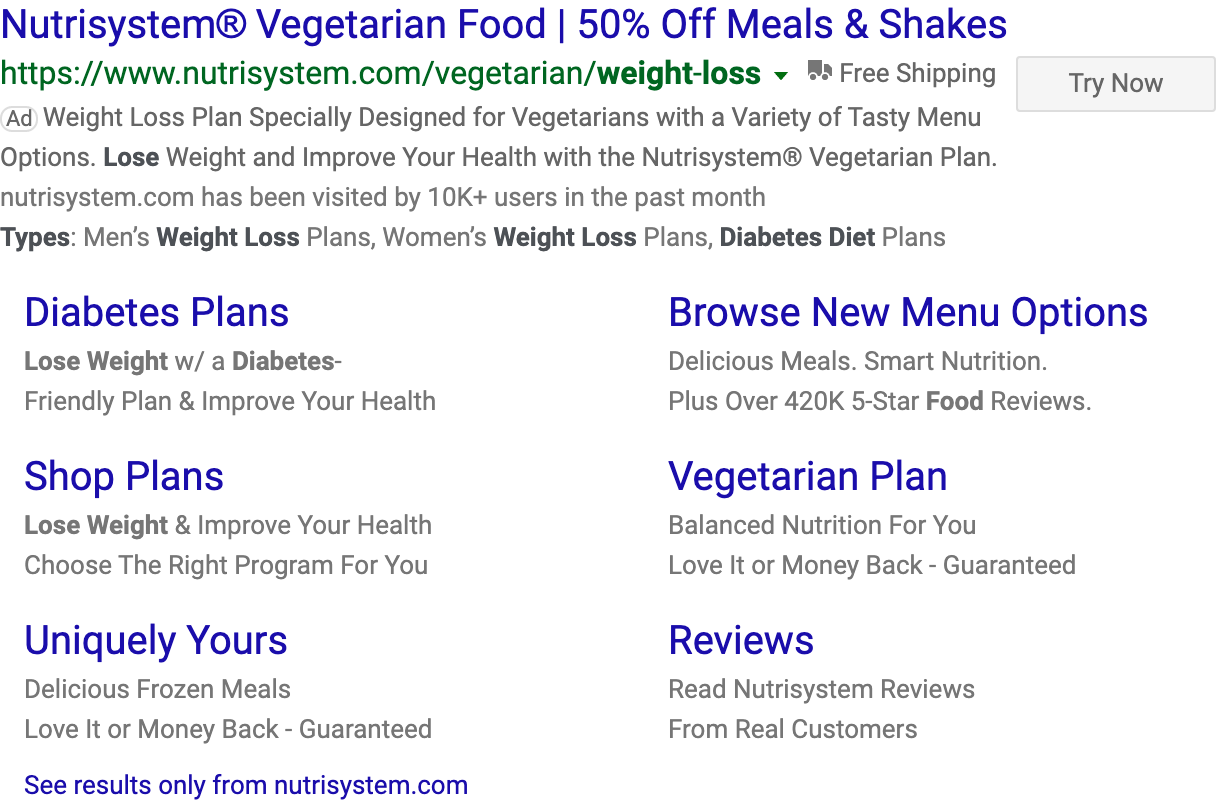 Nutrisystem® Vegetarian Food | 50% Off Meals & Shakes
https://www.nutrisystem.com/vegetarian/weight-loss ▼ Free Shipping
Try Now
Ad Weight Loss Plan Specially Designed for Vegetarians with a Variety of Tasty Menu
Options. Lose Weight and Improve Your Health with the Nutrisystem® Vegetarian Plan.
nutrisystem.com has been visited by 10K+ users in the past month
Types: Men’s Weight Loss Plans, Women’s Weight Loss Plans, Diabetes Diet Plans
Diabetes Plans
Lose Weight w/ a Diabetes-
Friendly Plan & Improve Your Health
Browse New Menu Options
Delicious Meals. Smart Nutrition.
Plus Over 420K 5-Star Food Reviews.
Shop Plans
Lose Weight & Improve Your Health
Choose The Right Program For You
Vegetarian Plan
Balanced Nutrition For You
Love It or Money Back - Guaranteed
Uniquely Yours
Delicious Frozen Meals
Love It or Money Back - Guaranteed
Reviews
Read Nutrisystem Reviews
From Real Customers
See results only from nutrisystem.com